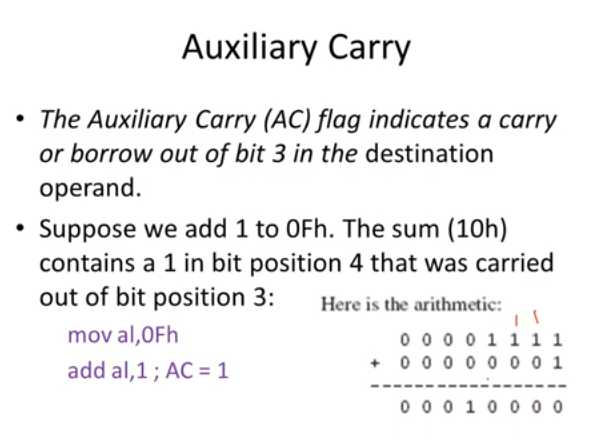 Auxiliary Carry
• The Auxiliary Carry (AC) flag indicates a carry
or borrow out of bit 3 in the destination
operand.
• Suppose we add 1 to 0Fh. The sum (10h)
contains a 1 in bit position 4 that was carried
out of bit position 3:
Here is the arithmetic:
mov al,0Fh
add al,1 ; AC = 1
1 1
0 0 0 0 1 1 1 1
+ 0 0 0 0 0 0 0 1
--------------------
0 0 0 1 0 0 0 0